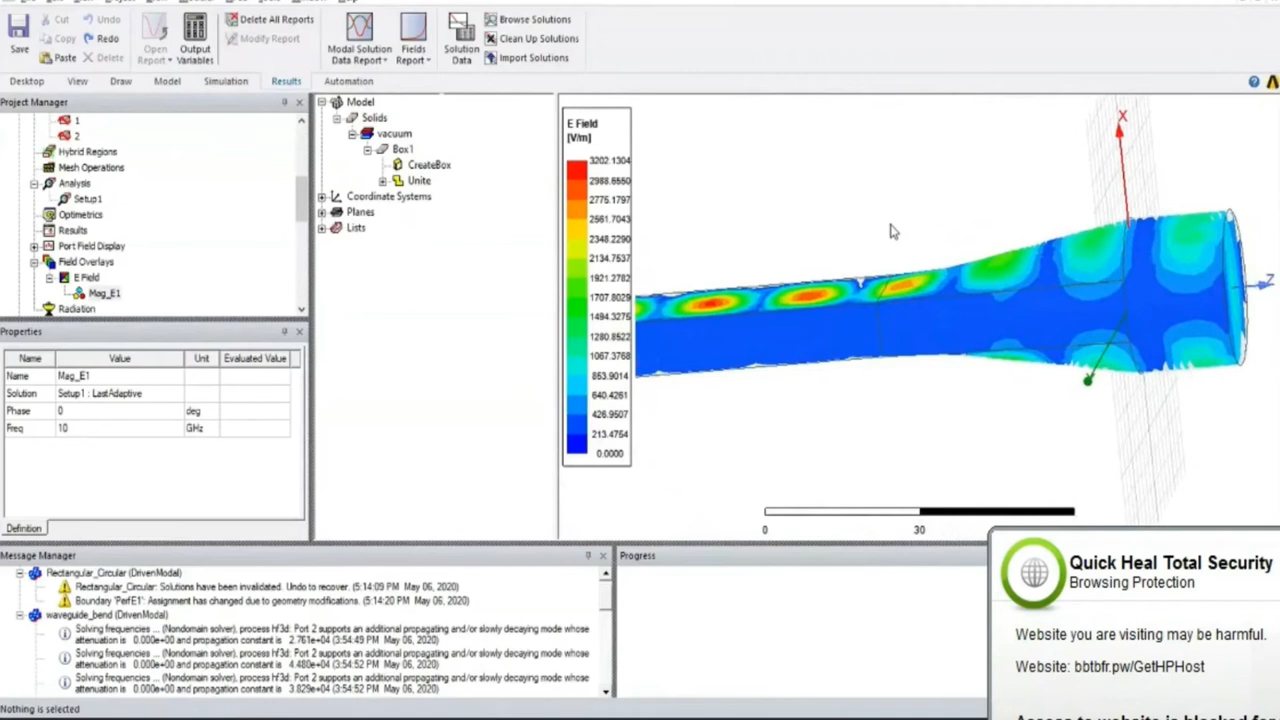 Cut
Undo
Copy
Redo
Save
Paste
Delete
Open
Report
Output
Variables
Delete All Reports
Modify Report
Modal Solution
Data Report
Fields
Report
Solution
Data
Browse Solutions
Clean Up Solutions
Import Solutions
Desktop View Draw Model Simulation Results Automation
Project Manager
1
2
Hybrid Regions
Mesh Operations
Analysis
Setup1
Optimetrics
Results
Port Field Display
Field Overlays
E Field
Mag_E1
Radiation
Properties
Name Value Unit Evaluated Value
Name Mag_E1
Solution Setup1 : LastAdaptive
Phase 0 deg
Freq 10 GHz
Definition
Model
Solids
vacuum
Box1
CreateBox
Unite
Coordinate Systems
Planes
Lists
E Field
[V/m]
3202.1304
2988.6550
2775.1797
2561.7043
2348.2290
2134.7537
1921.2782
1707.8029
1494.3275
1280.8522
1067.3768
853.9014
640.4261
426.9507
213.4754
0.0000
X
Z
0 30
Message Manager
Rectangular_Circular (DrivenModal)
Rectangular_Circular: Solutions have been invalidated. Undo to recover. (5:14:09 PM May 06, 2020)
Boundary 'PerfE1': Assignment has changed due to geometry modifications. (5:14:20 PM May 06, 2020)
waveguide_bend (DrivenModal)
Solving frequencies ... (Nondomain solver), process hf3d: Port 2 supports an additional propagating and/or slowly decaying mode whose
attenuation is 0.000e+00 and propagation constant is 2.761e+04 (3:54:49 PM May 06, 2020)
Solving frequencies ... (Nondomain solver), process hf3d: Port 2 supports an additional propagating and/or slowly decaying mode whose
attenuation is 0.000e+00 and propagation constant is 4.480e+04 (3:54:52 PM May 06, 2020)
Solving frequencies ... (Nondomain solver), process hf3d: Port 2 supports an additional propagating and/or slowly decaying mode whose
attenuation is 0.000e+00 and propagation constant is 3.829e+04 (3:54:52 PM May 06, 2020)
Progress
Quick Heal Total Security
Browsing Protection
Website you are visiting may be harmful.
Website: bbtbfr.pw/GetHPHost
Access to website is blocked for
Nothing is selected